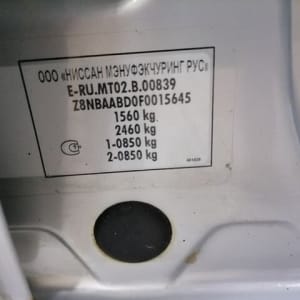 ООО «НИССАН МЭНУФЭКЧУРИНГ РУС»
E-RU.MT02.B.00839
Z8NBAABD0F0015645
1560 kg
2460 kg
1-0850 kg
2-0850 kg